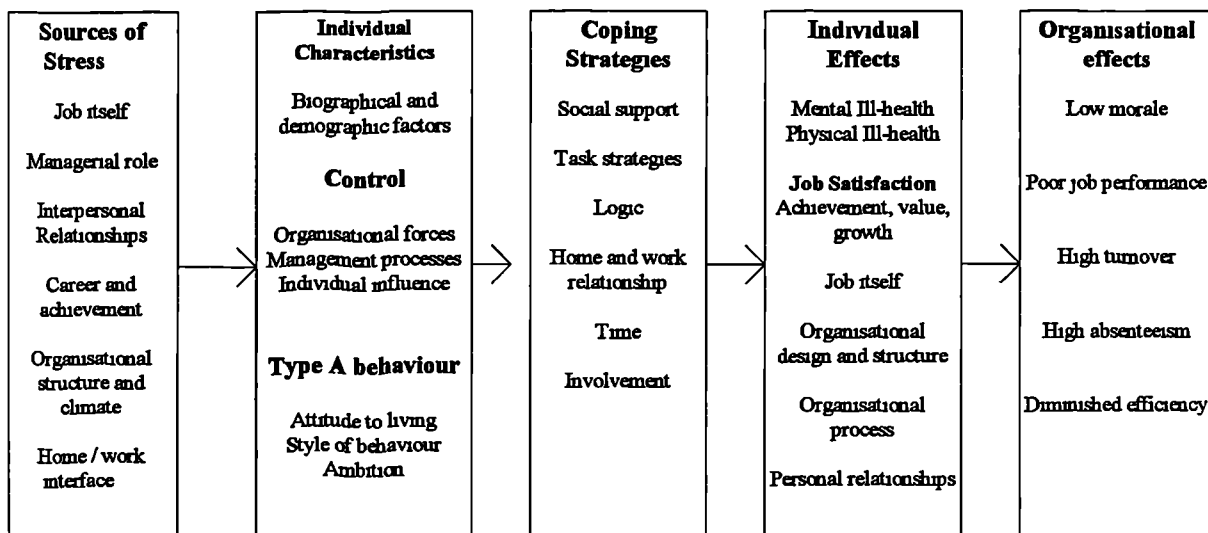 Sources of
Stress
Job itself
Managerial role
Interpersonal
Relationships
Career and
achievement
Organisational
structure and
climate
Home / work
interface
Individual
Characteristics
Biographical and
demographic factors
Control
Organisational forces
Management processes
Individual influence
Type A behaviour
Attitude to living
Style of behaviour
Ambition
Coping
Strategies
Social support
Task strategies
Logic
Home and work
relationship
Time
Involvement
Individual
Effects
Mental Ill-health
Physical Ill-health
Job Satisfaction
Achievement, value,
growth
Job itself
Organisational
design and structure
Organisational
process
Personal relationships
Organisational
effects
Low morale
Poor job performance
High turnover
High absenteeism
Diminished efficiency